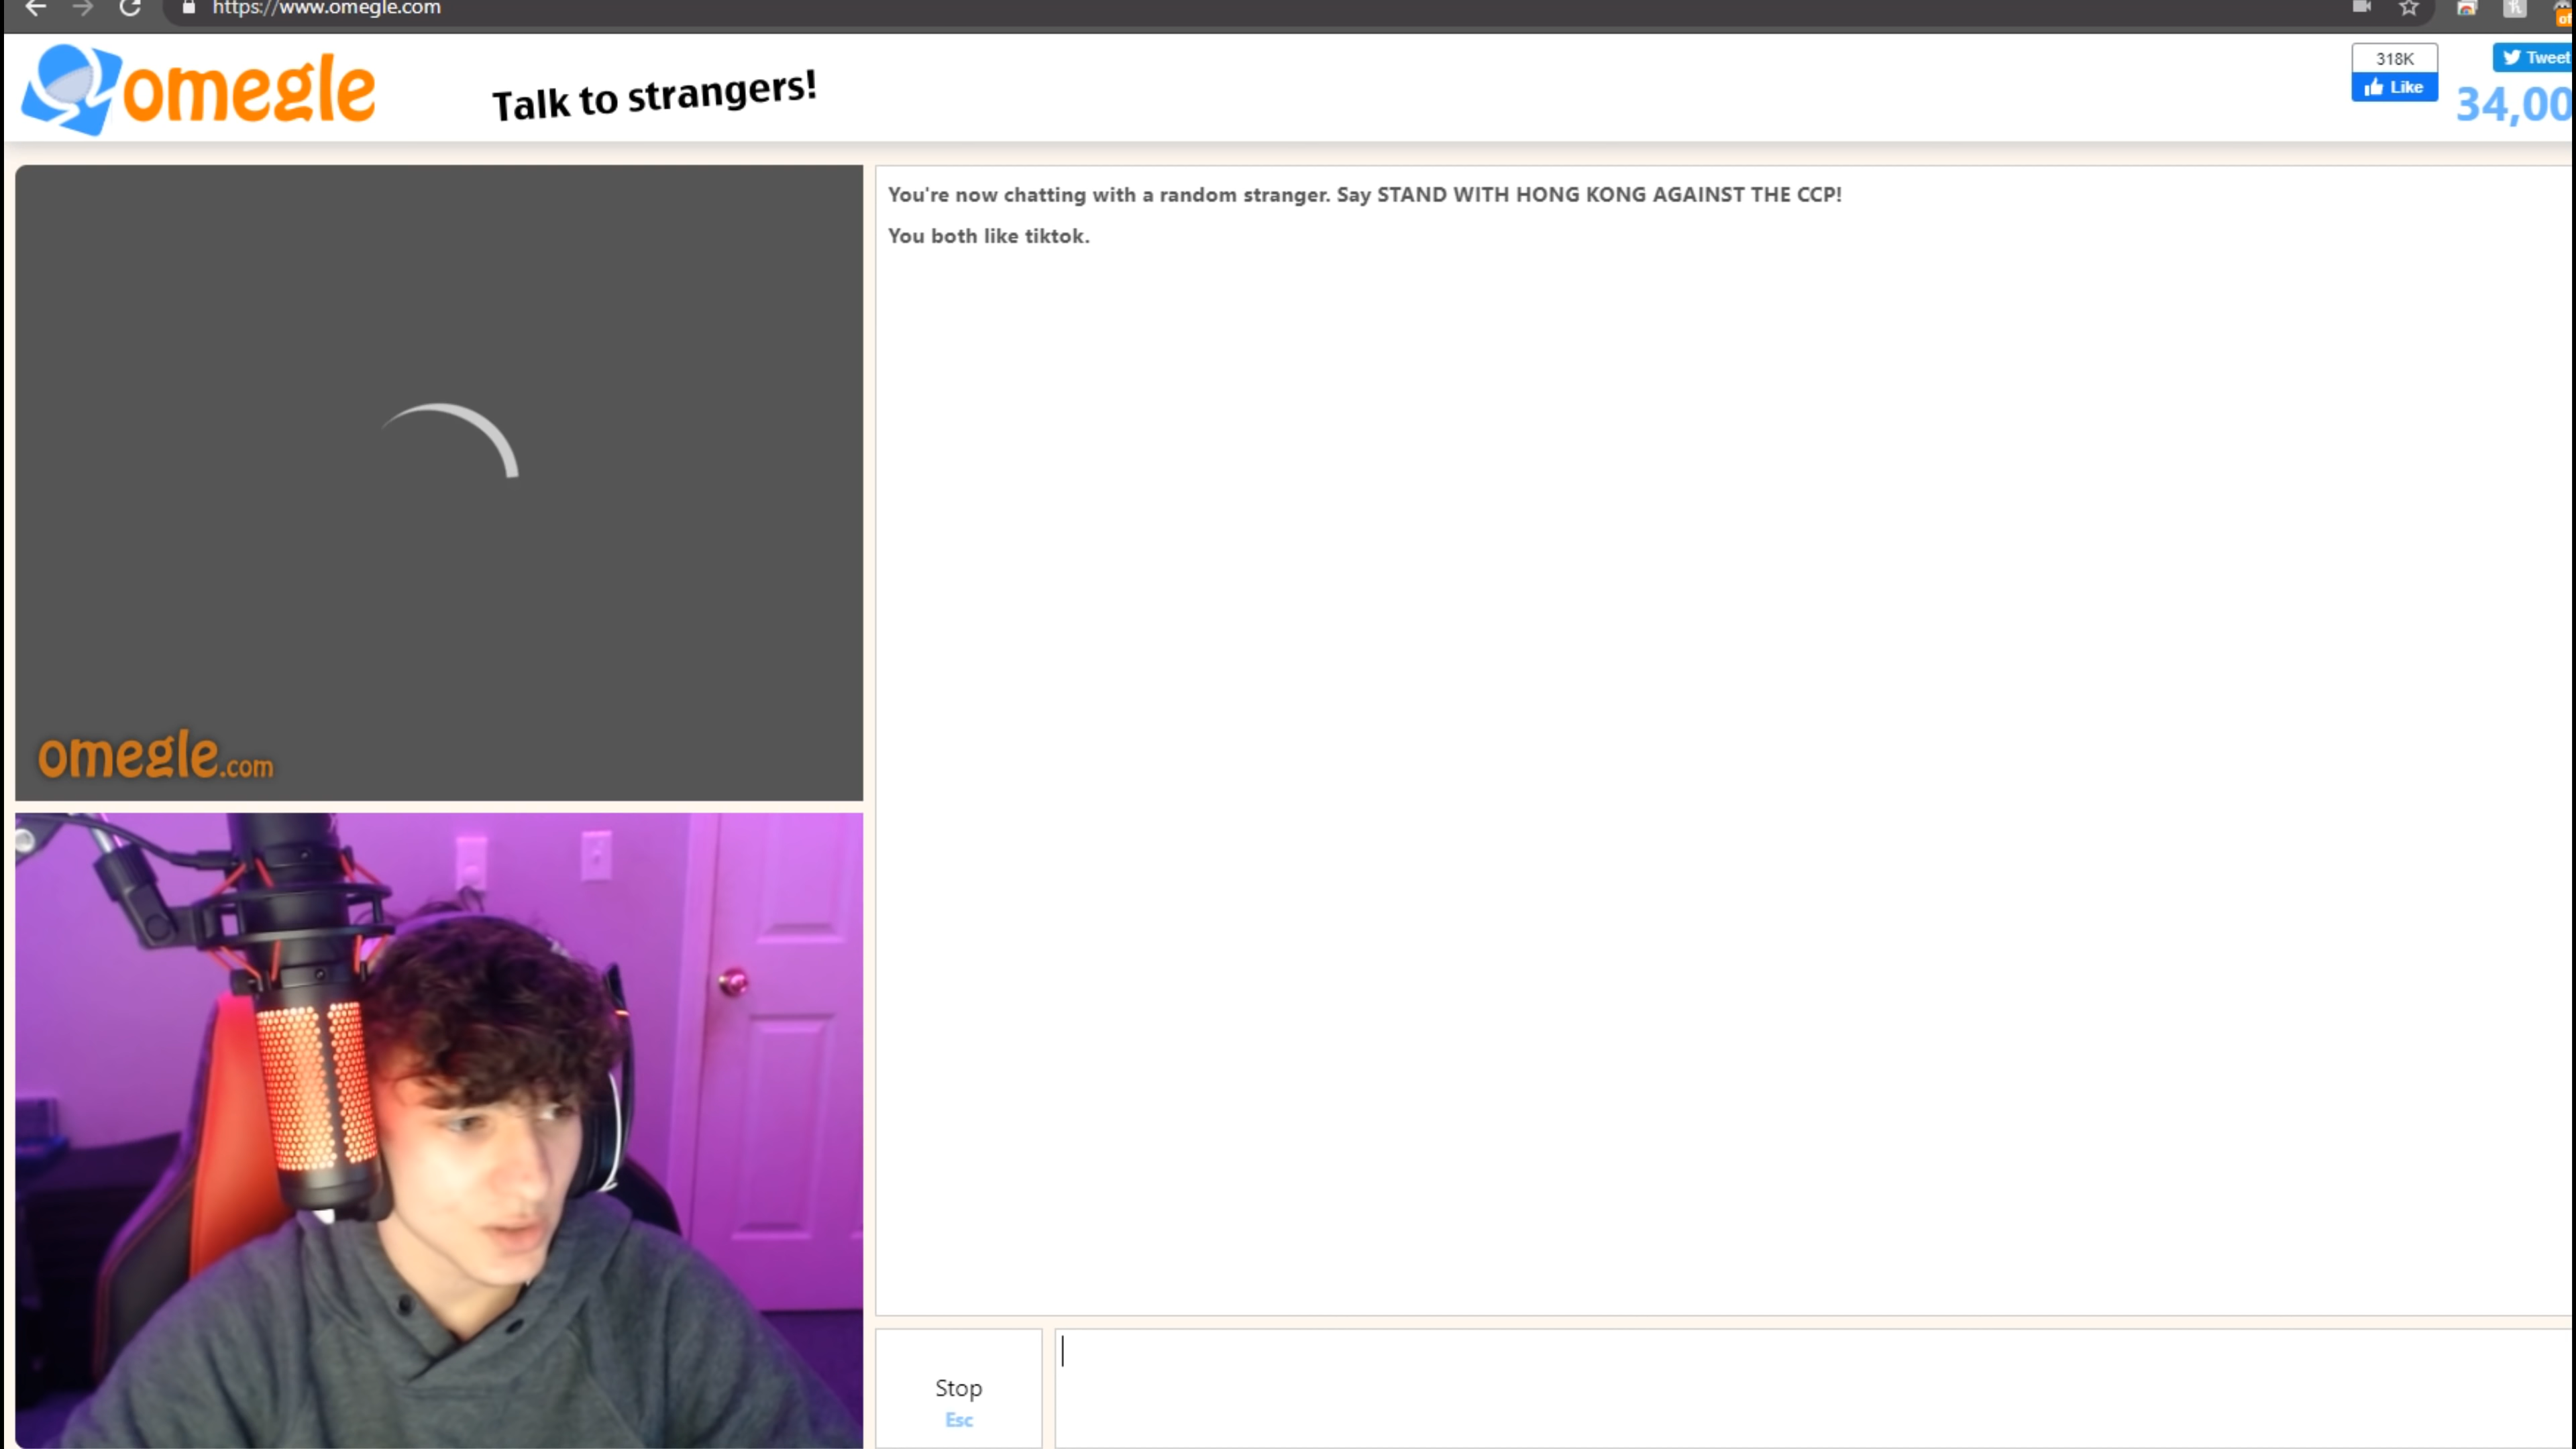 https://www.omegle.com
omegle
Talk to strangers!
318K
Like
Tweet
34,00
You're now chatting with a random stranger. Say STAND WITH HONG KONG AGAINST THE CCP!
You both like tiktok.
omegle.com
Stop
Esc